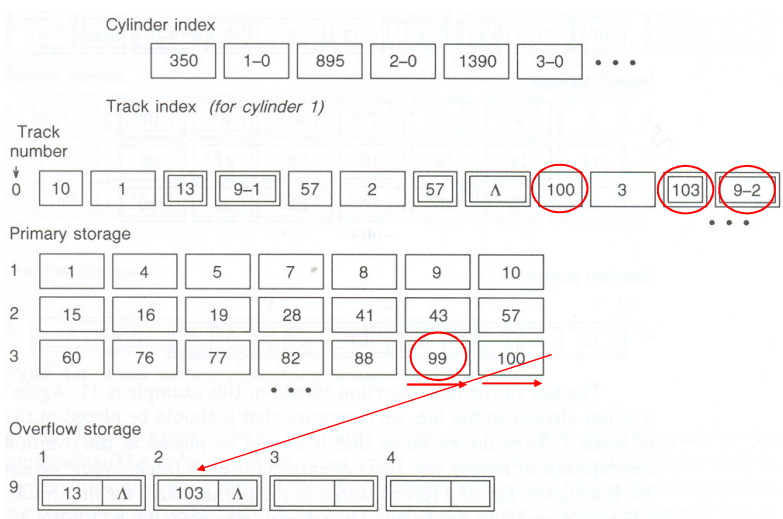 Cylinder index
350 1–0 895 2–0 1390 3–0 • • •
Track index (for cylinder 1)
Track
number
0 10 1 13 9–1 57 2 57 Λ 100 3 103 9–2
• • •
Primary storage
1 1 4 5 7 8 9 10
2 15 16 19 28 41 43 57
3 60 76 77 82 88 99 100
• • •
Overflow storage
1 2 3 4
9 13 Λ 103 Λ